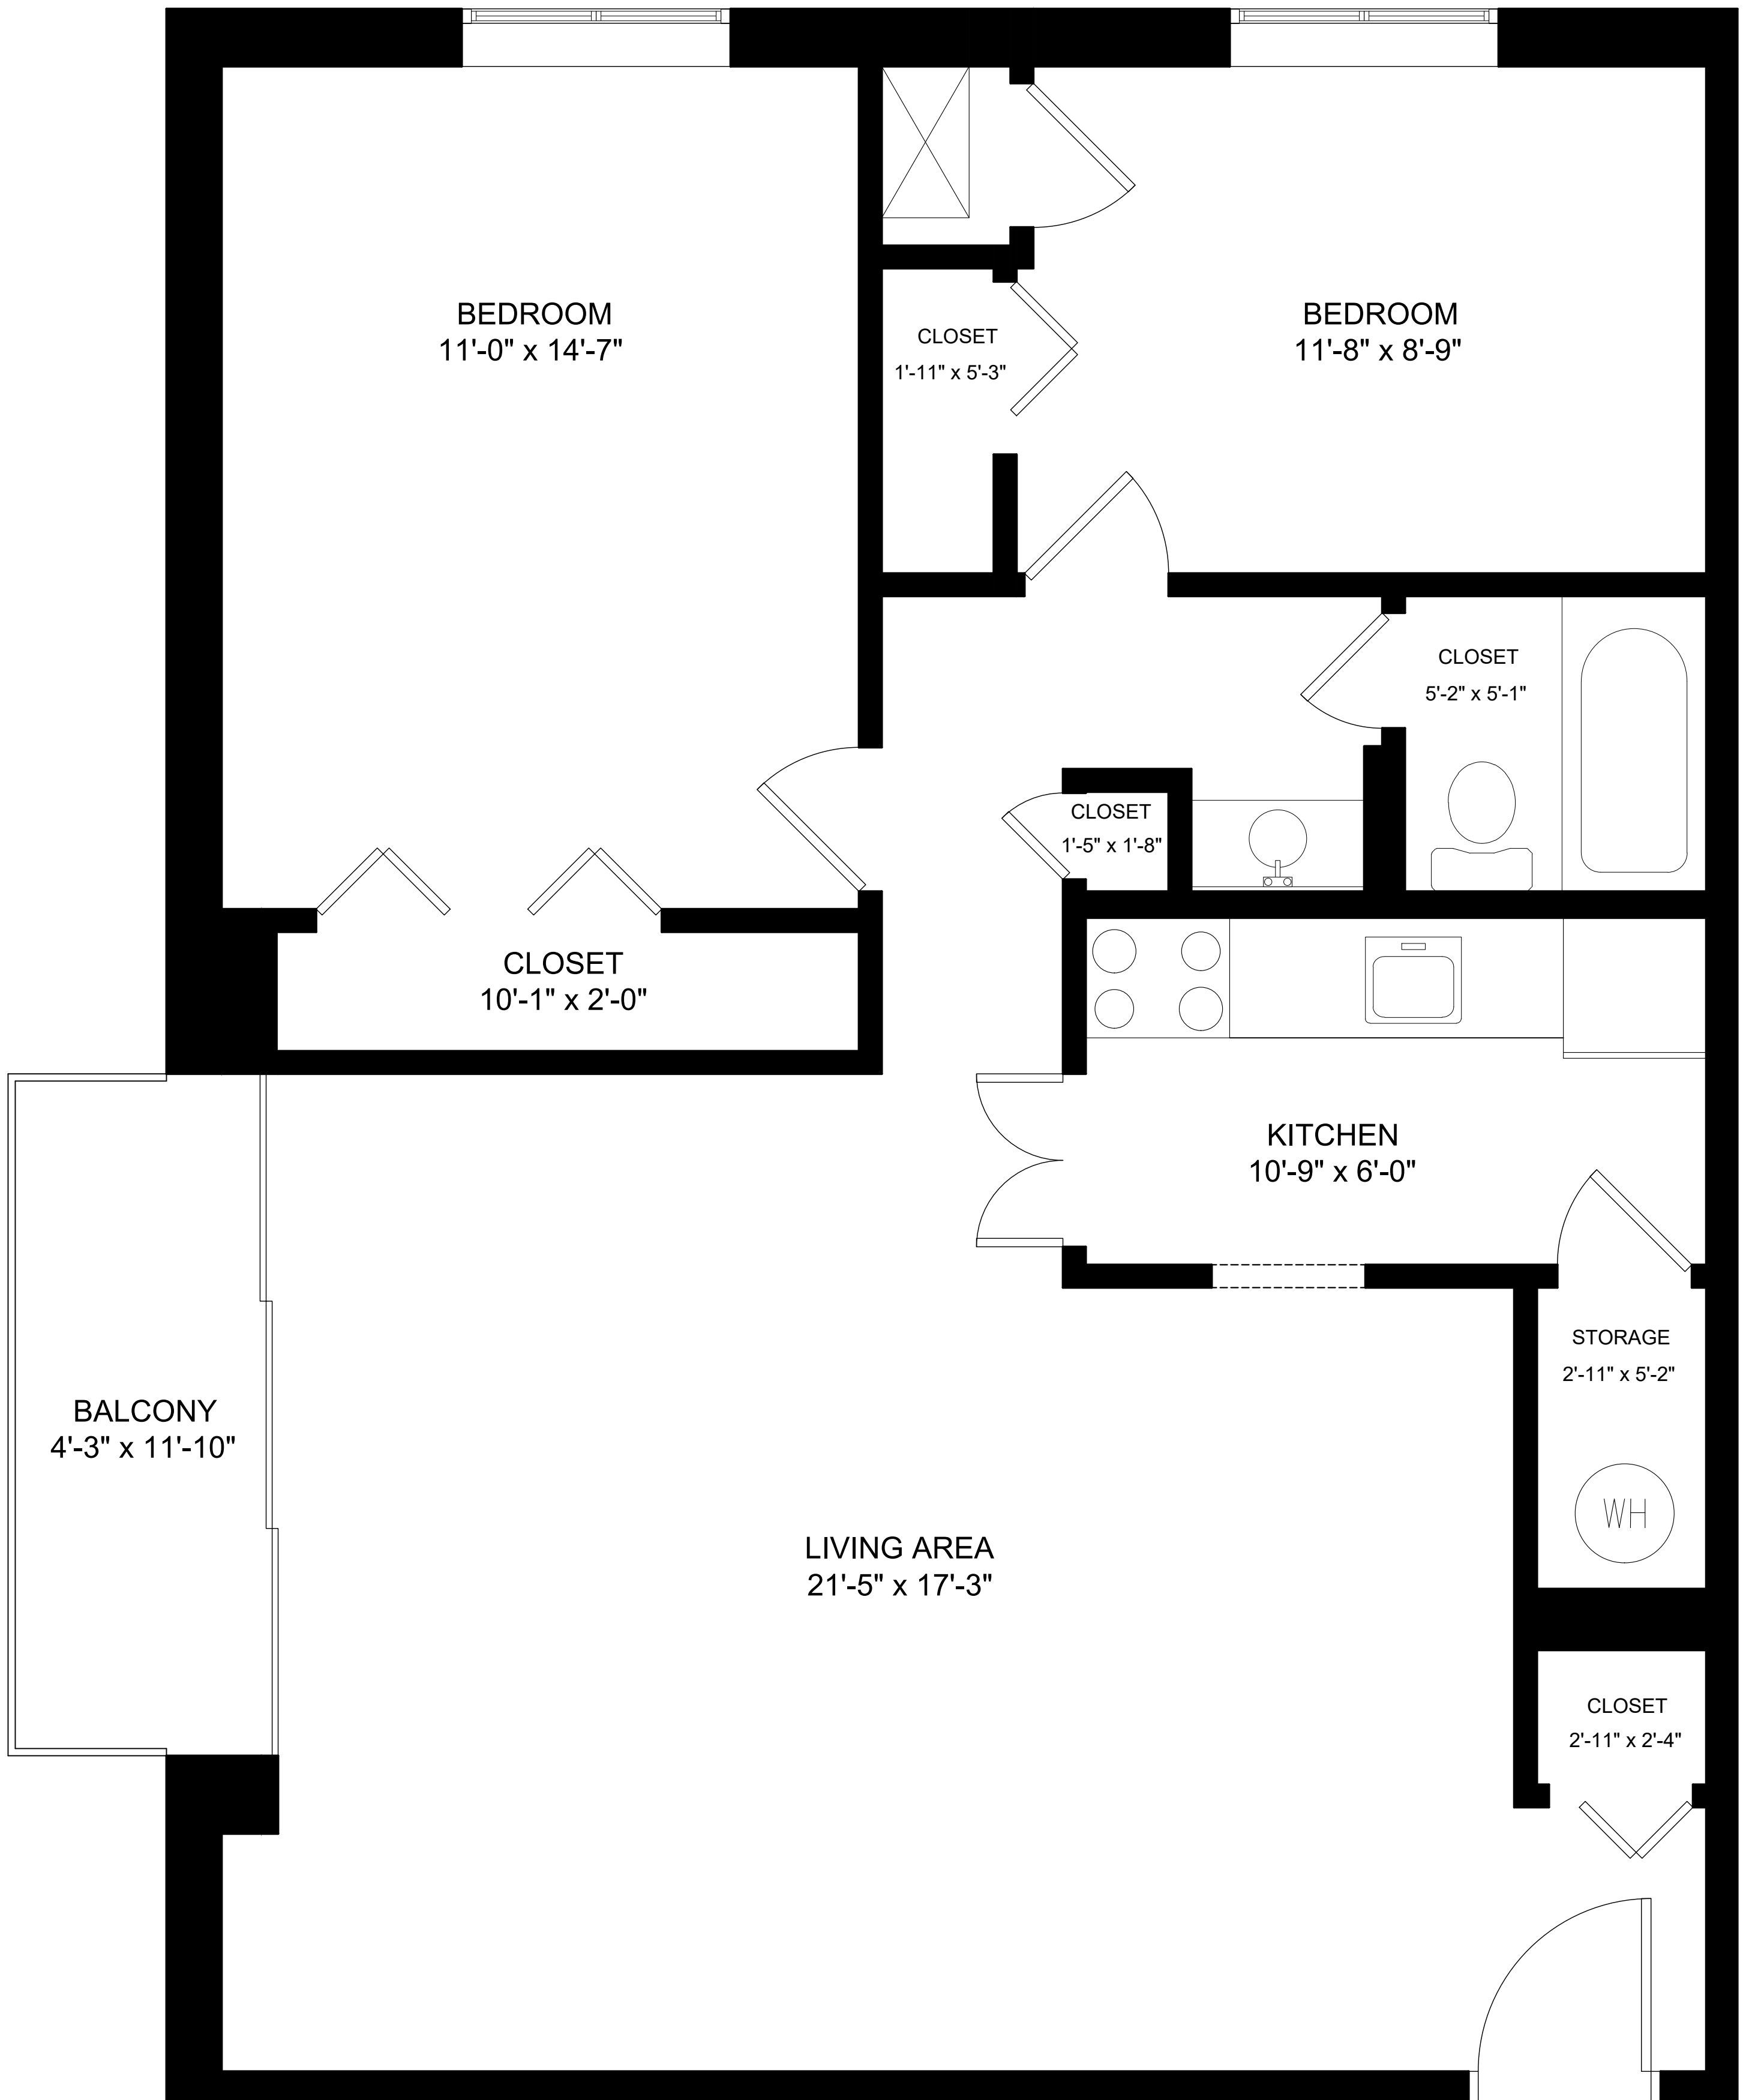 BEDROOM
11'-0" x 14'-7"
BEDROOM
11'-8" x 8'-9"
CLOSET
1'-11" x 5'-3"
CLOSET
5'-2" x 5'-1"
CLOSET
1'-5" x 1'-8"
CLOSET
10'-1" x 2'-0"
KITCHEN
10'-9" x 6'-0"
STORAGE
2'-11" x 5'-2"
BALCONY
4'-3" x 11'-10"
WH
LIVING AREA
21'-5" x 17'-3"
CLOSET
2'-11" x 2'-4"